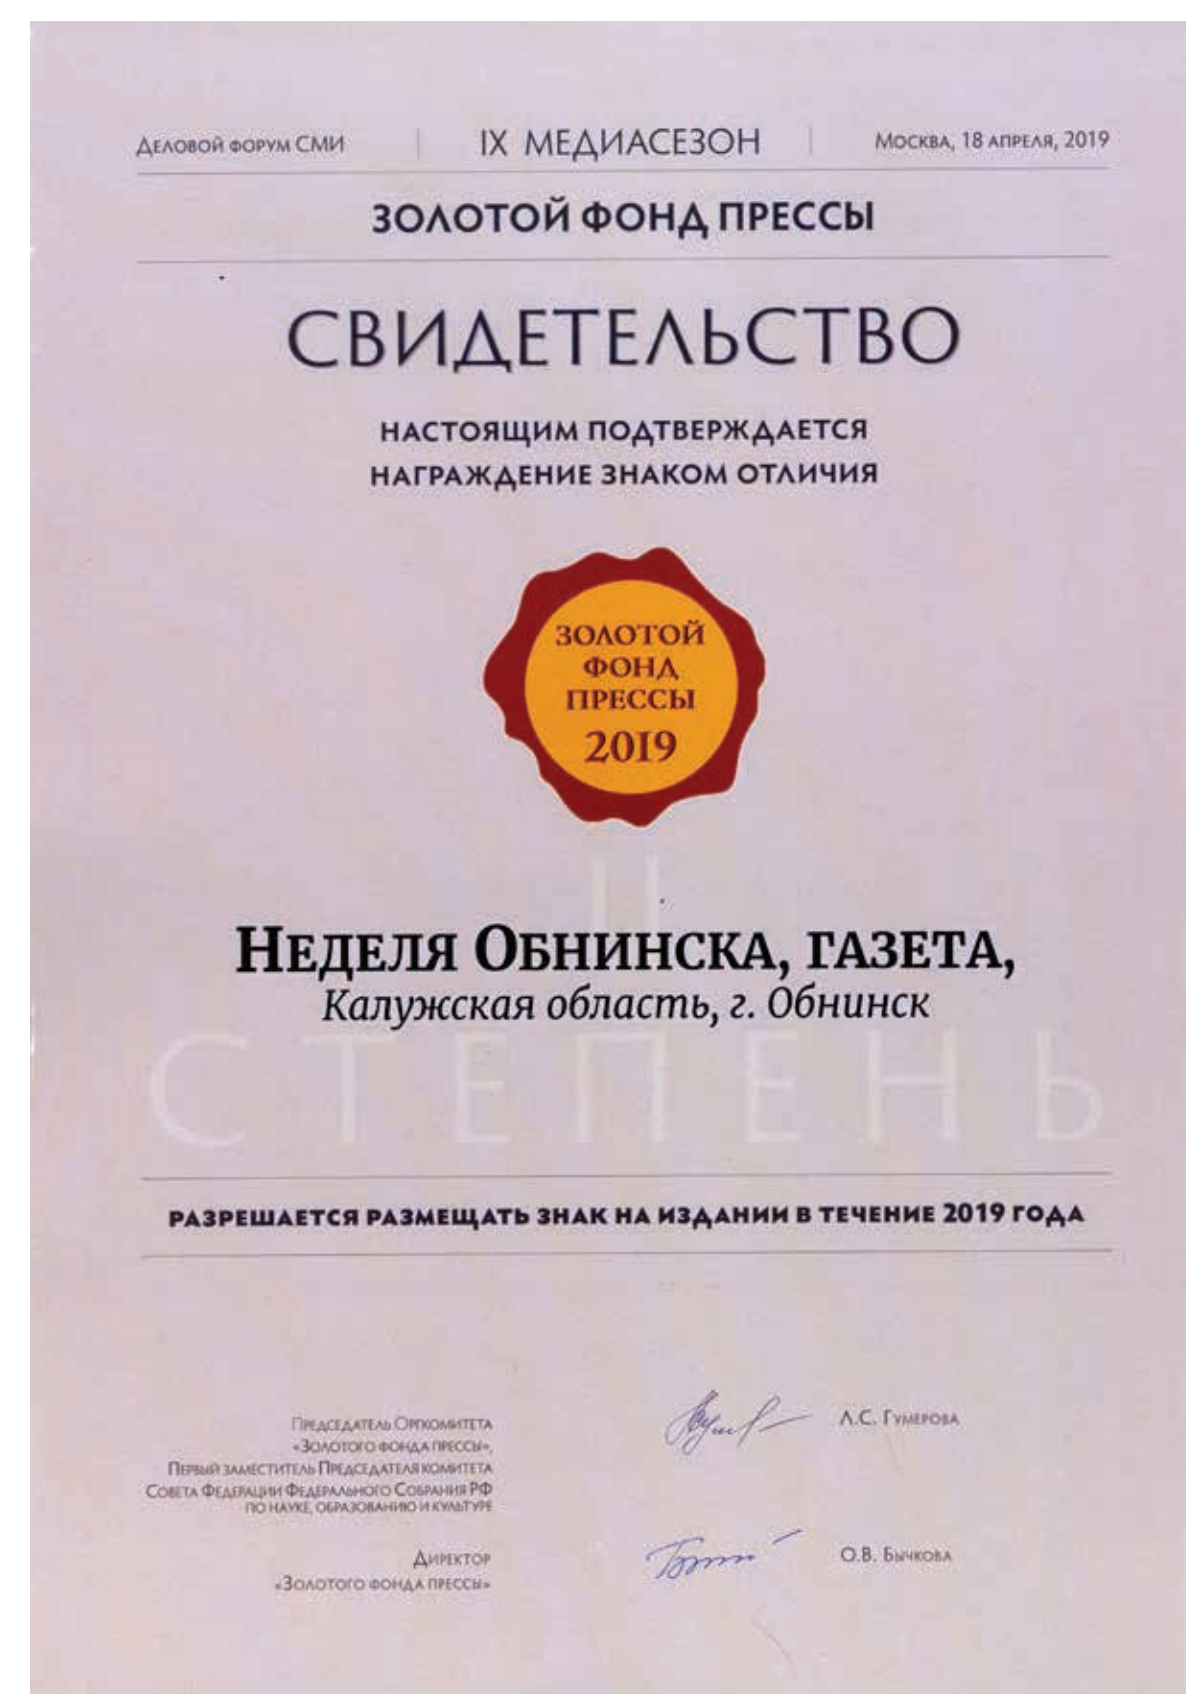 Деловой форум СМИ | IX МЕДИАСЕЗОН | Москва, 18 апреля, 2019
ЗОЛОТОЙ ФОНД ПРЕССЫ
СВИДЕТЕЛЬСТВО
НАСТОЯЩИМ ПОДТВЕРЖДАЕТСЯ
НАГРАЖДЕНИЕ ЗНАКОМ ОТЛИЧИЯ
ЗОЛОТОЙ
ФОНД
ПРЕССЫ
2019
II
Неделя Обнинска, газета,
Калужская область, г. Обнинск
СТЕПЕНЬ
РАЗРЕШАЕТСЯ РАЗМЕЩАТЬ ЗНАК НА ИЗДАНИИ В ТЕЧЕНИЕ 2019 ГОДА
Председатель Оргкомитета
«Золотого фонда прессы»,
Первый заместитель Председателя комитета
Совета Федерации Федерального Собрания РФ
по науке, образованию и культуре
Л.С. Гумерова
Директор
«Золотого фонда прессы»
О.В. Бычкова